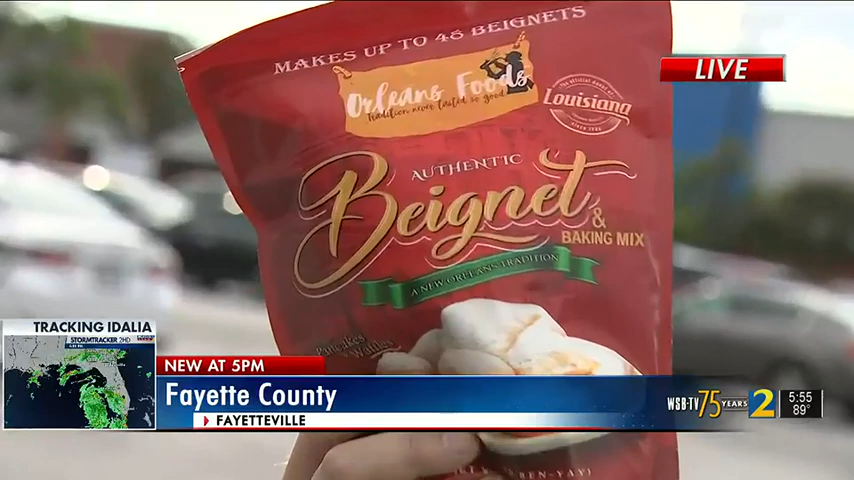 MAKES UP TO 48 BEIGNETS
Orleans Foods
Tradition never tasted so good
Louisiana
LIVE
AUTHENTIC
Beignet
&
BAKING MIX
A NEW ORLEANS TRADITION
Pancakes
Waffles
TRACKING IDALIA
STORMTRACKER 2HD
NEW AT 5PM
Fayette County
FAYETTEVILLE
WSB-TV 75 YEARS 2
5:55
89°